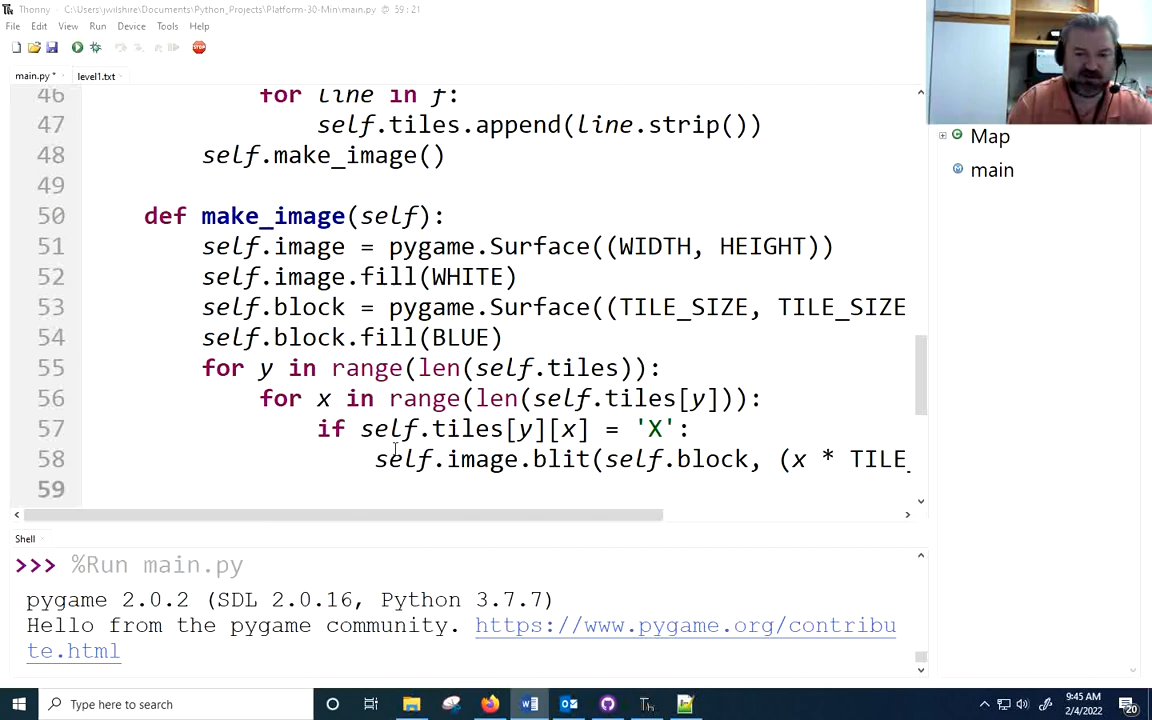 Thonny - C:\Users\jwilshire\Documents\Python_Projects\Platform-30-Min\main.py @ 59 : 21
File Edit View Run Device Tools Help
main.py * level1.txt
46 for line in f:
47 self.tiles.append(line.strip())
48 self.make_image()
49
50 def make_image(self):
51 self.image = pygame.Surface((WIDTH, HEIGHT))
52 self.image.fill(WHITE)
53 self.block = pygame.Surface((TILE_SIZE, TILE_SIZE
54 self.block.fill(BLUE)
55 for y in range(len(self.tiles)):
56 for x in range(len(self.tiles[y])):
57 if self.tiles[y][x] = 'X':
58 self.image.blit(self.block, (x * TILE_
59
Map
main
Shell
>>> %Run main.py
pygame 2.0.2 (SDL 2.0.16, Python 3.7.7)
Hello from the pygame community. https://www.pygame.org/contribu
te.html
Type here to search
9:45 AM
2/4/2022
20